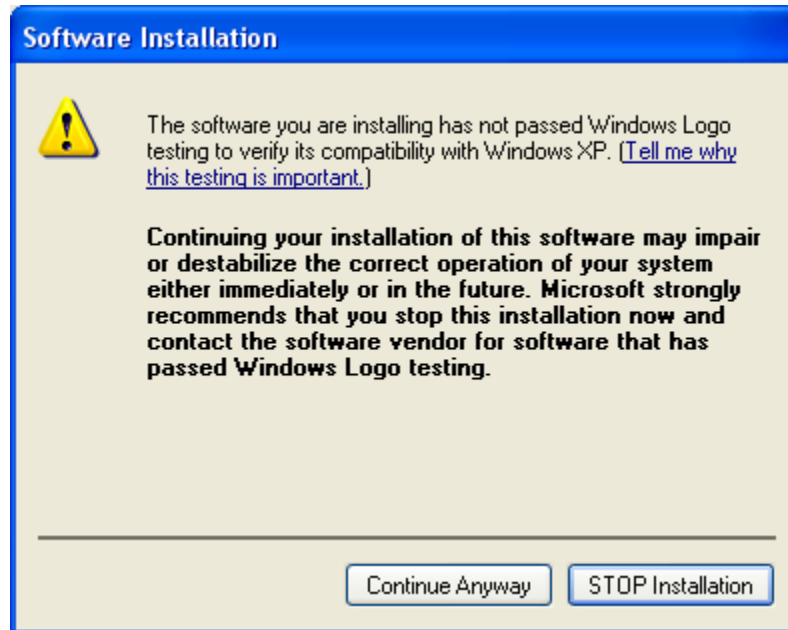 Software Installation
The software you are installing has not passed Windows Logo
testing to verify its compatibility with Windows XP. (Tell me why
this testing is important.)
Continuing your installation of this software may impair
or destabilize the correct operation of your system
either immediately or in the future. Microsoft strongly
recommends that you stop this installation now and
contact the software vendor for software that has
passed Windows Logo testing.
Continue Anyway
STOP Installation